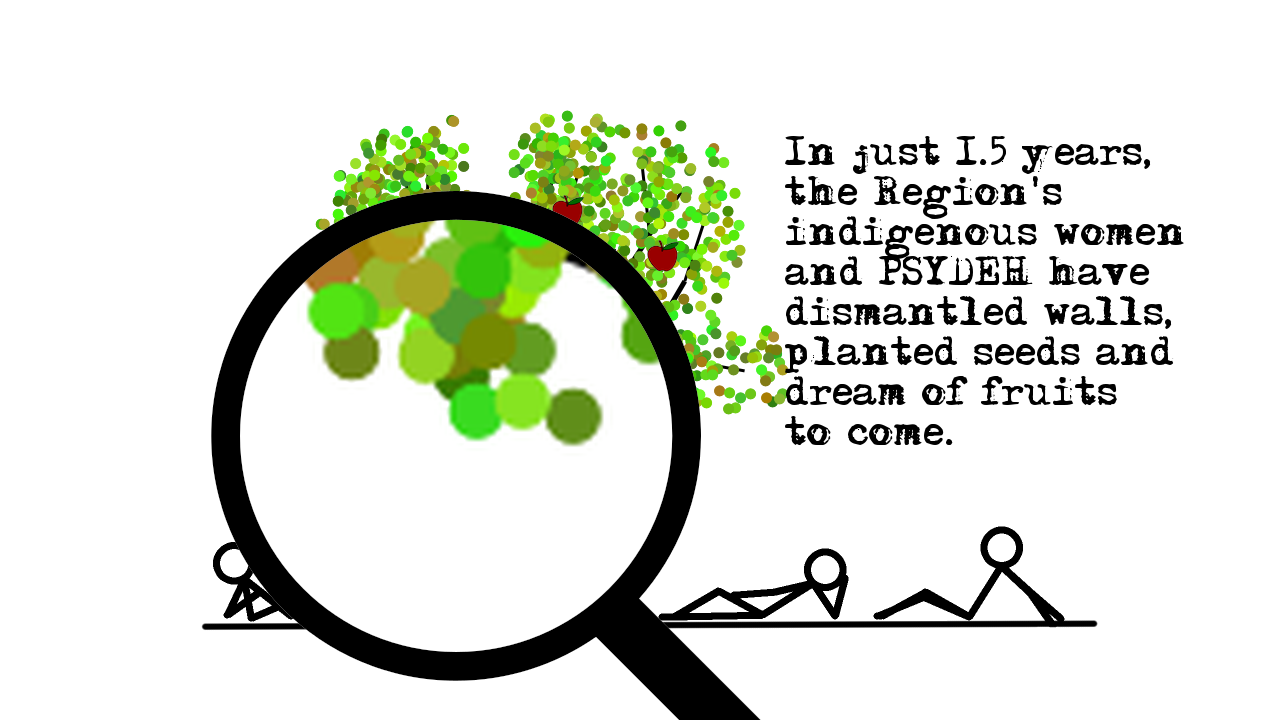 In just 1.5 years,
the Region's
indigenous women
and PSYDEH have
dismantled walls,
planted seeds and
dream of fruits
to come.